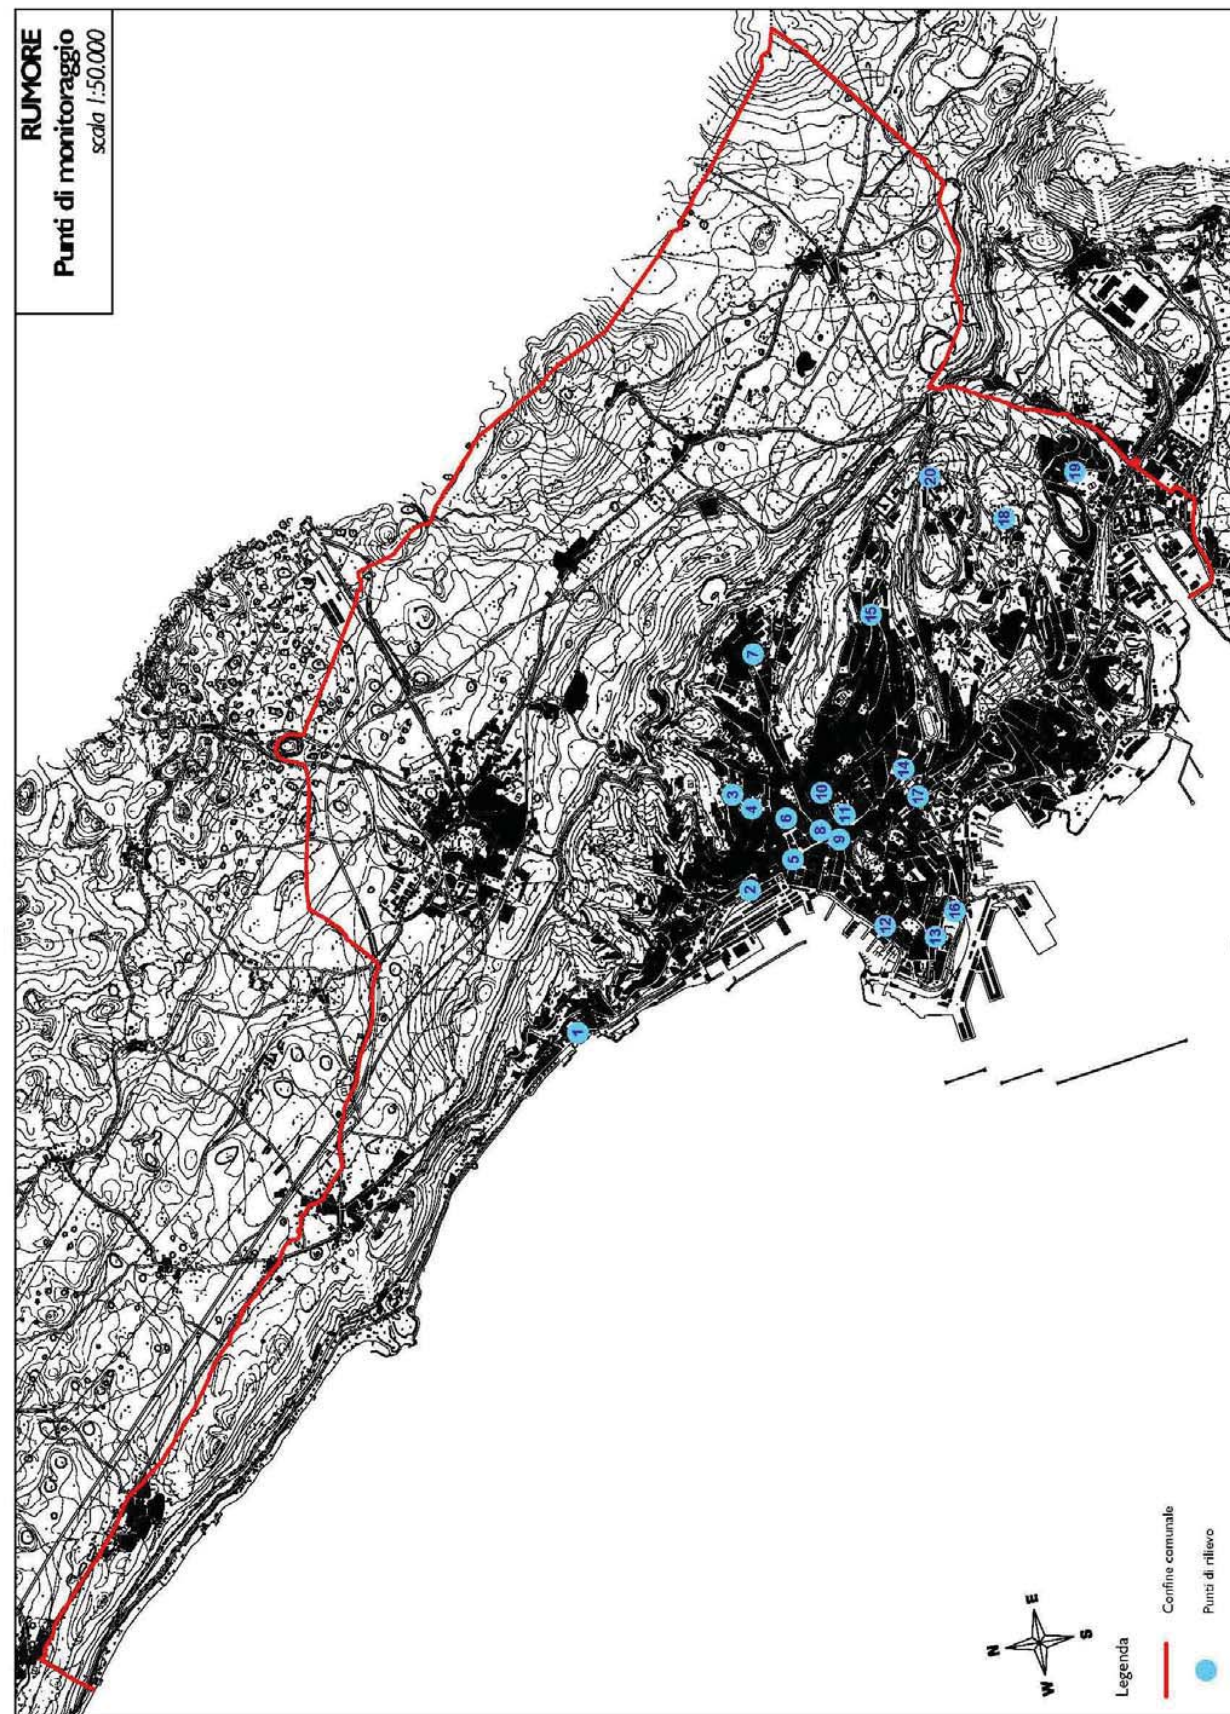 RUMORE
Punti di monitoraggio
scala 1:50.000
1
2
3
4
5
6
7
8
9
10
11
12
13
14
15
16
17
18
19
20
N
E
S
W
Legenda
Confine comunale
Punti di rilievo